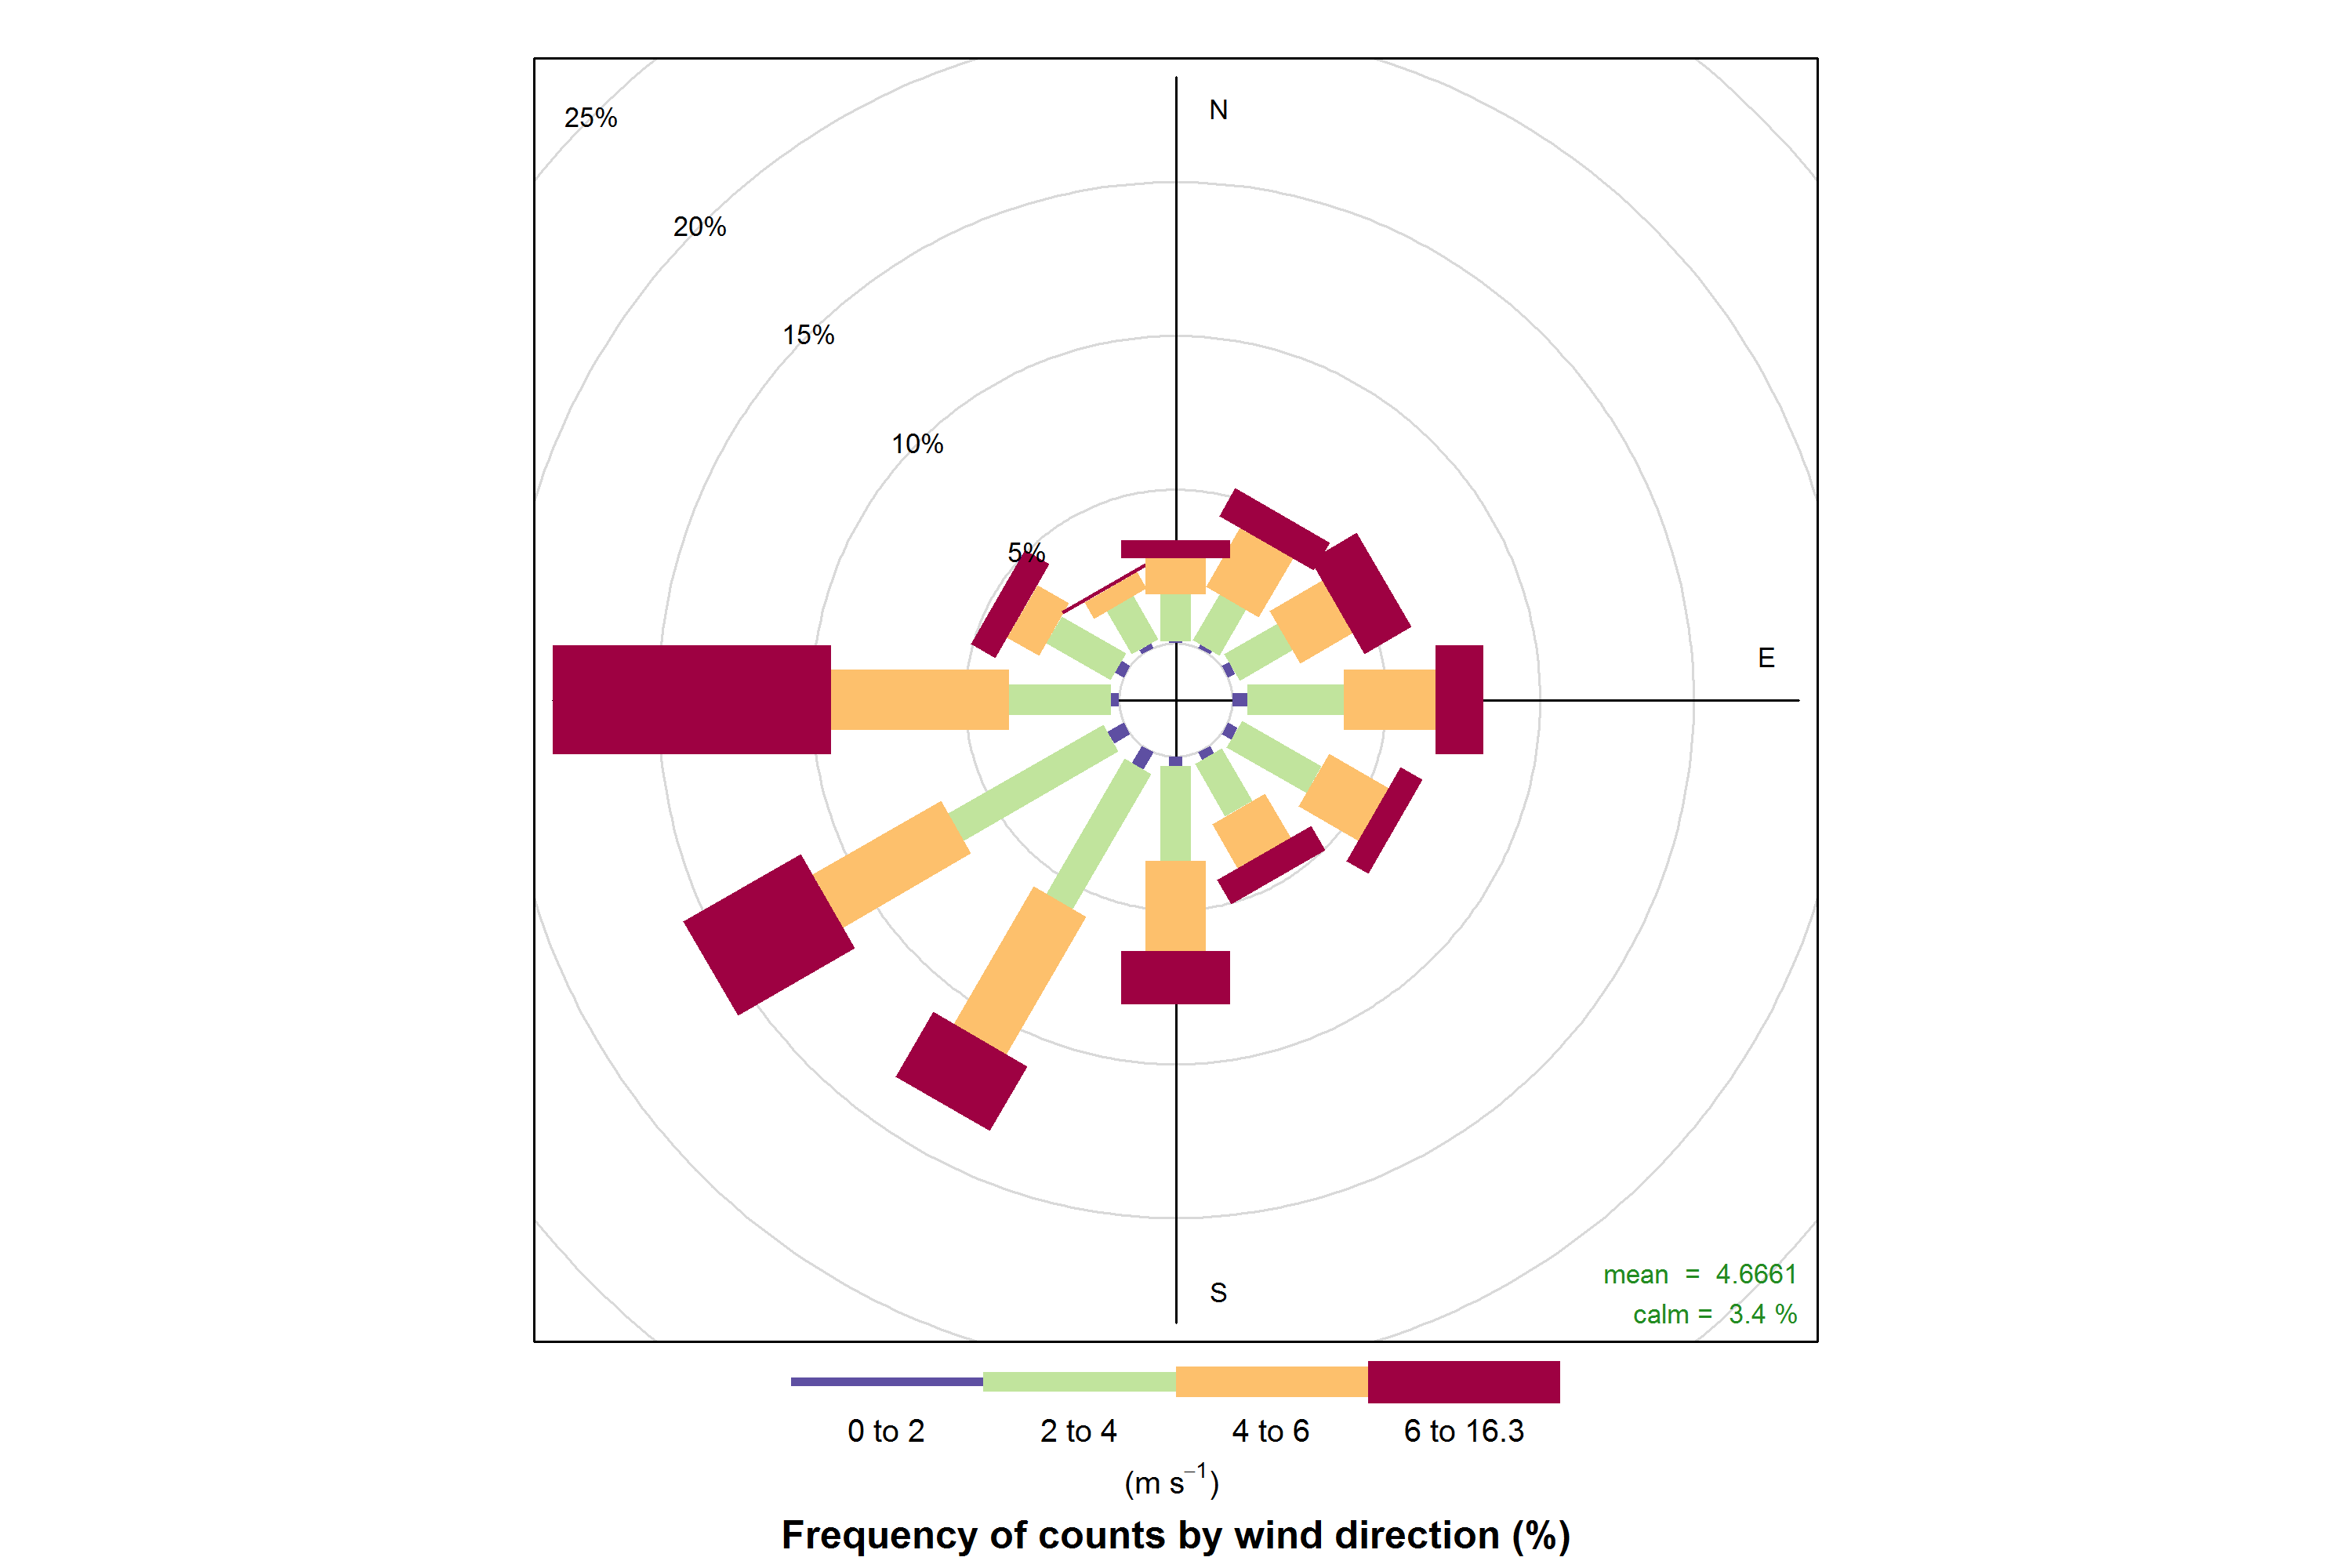 25%
N
20%
15%
10%
5%
E
S
mean = 4.6661
calm = 3.4 %
0 to 2 2 to 4 4 to 6 6 to 16.3
(m s⁻¹)
Frequency of counts by wind direction (%)